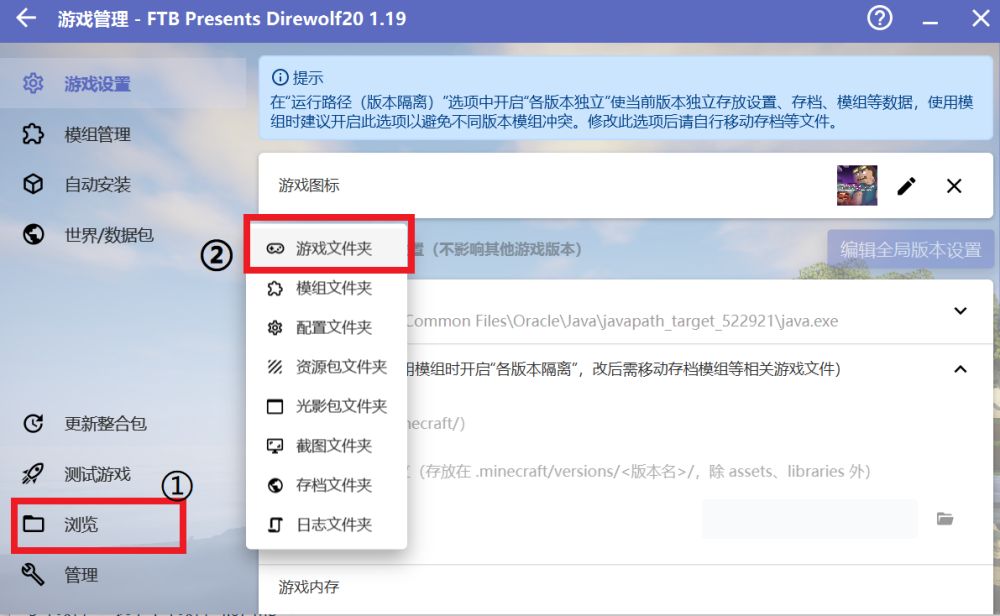 游戏管理 - FTB Presents Direwolf20 1.19
游戏设置
模组管理
自动安装
世界/数据包
更新整合包
测试游戏
①
浏览
管理
提示
在“运行路径（版本隔离）”选项中开启“各版本独立”使当前版本独立存放设置、存档、模组等数据，使用模
组时建议开启此选项以避免不同版本模组冲突。修改此选项后请自行移动存档等文件。
游戏图标
②
游戏文件夹
模组文件夹
配置文件夹
资源包文件夹
光影包文件夹
截图文件夹
存档文件夹
日志文件夹
置（不影响其他游戏版本）
编辑全局版本设置
Common Files\Oracle\Java\javapath_target_522921\java.exe
用模组时开启“各版本隔离”，改后需移动存档模组等相关游戏文件)
necraft/)
（存放在 .minecraft/versions/<版本名>/，除 assets、libraries 外）
游戏内存